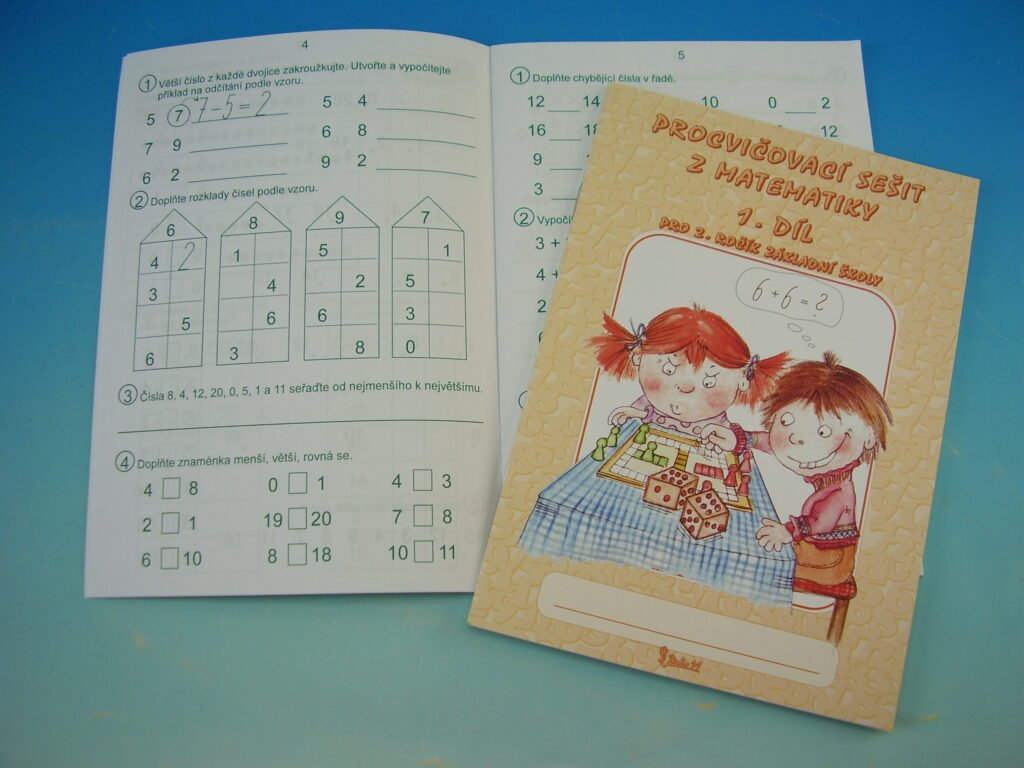 4
1 Větší číslo z každé dvojice zakroužkujte. Utvořte a vypočítejte
příklad na odčítání podle vzoru.
5 7 7 – 5 = 2 5 4
7 9 6 8
6 2 9 2
2 Doplňte rozklady čísel podle vzoru.
6 8 9 7
4 2 1 5 1
3 4 2 5
5 6 6 3
6 3 8 0
3 Čísla 8, 4, 12, 20, 0, 5, 1 a 11 seřaďte od nejmenšího k největšímu.
4 Doplňte znaménka menší, větší, rovná se.
4 □ 8 0 □ 1 4 □ 3
2 □ 1 19 □ 20 7 □ 8
6 □ 10 8 □ 18 10 □ 11
5
1 Doplňte chybějící čísla v řadě.
12 14 10 0 2
16 12
9
3
2
3 +
4 +
2
PROCVIČOVACÍ SEŠIT
Z MATEMATIKY
1. DÍL
PRO 2. ROČÍK ZÁKLADNÍ ŠKOLY
6 + 6 = ?